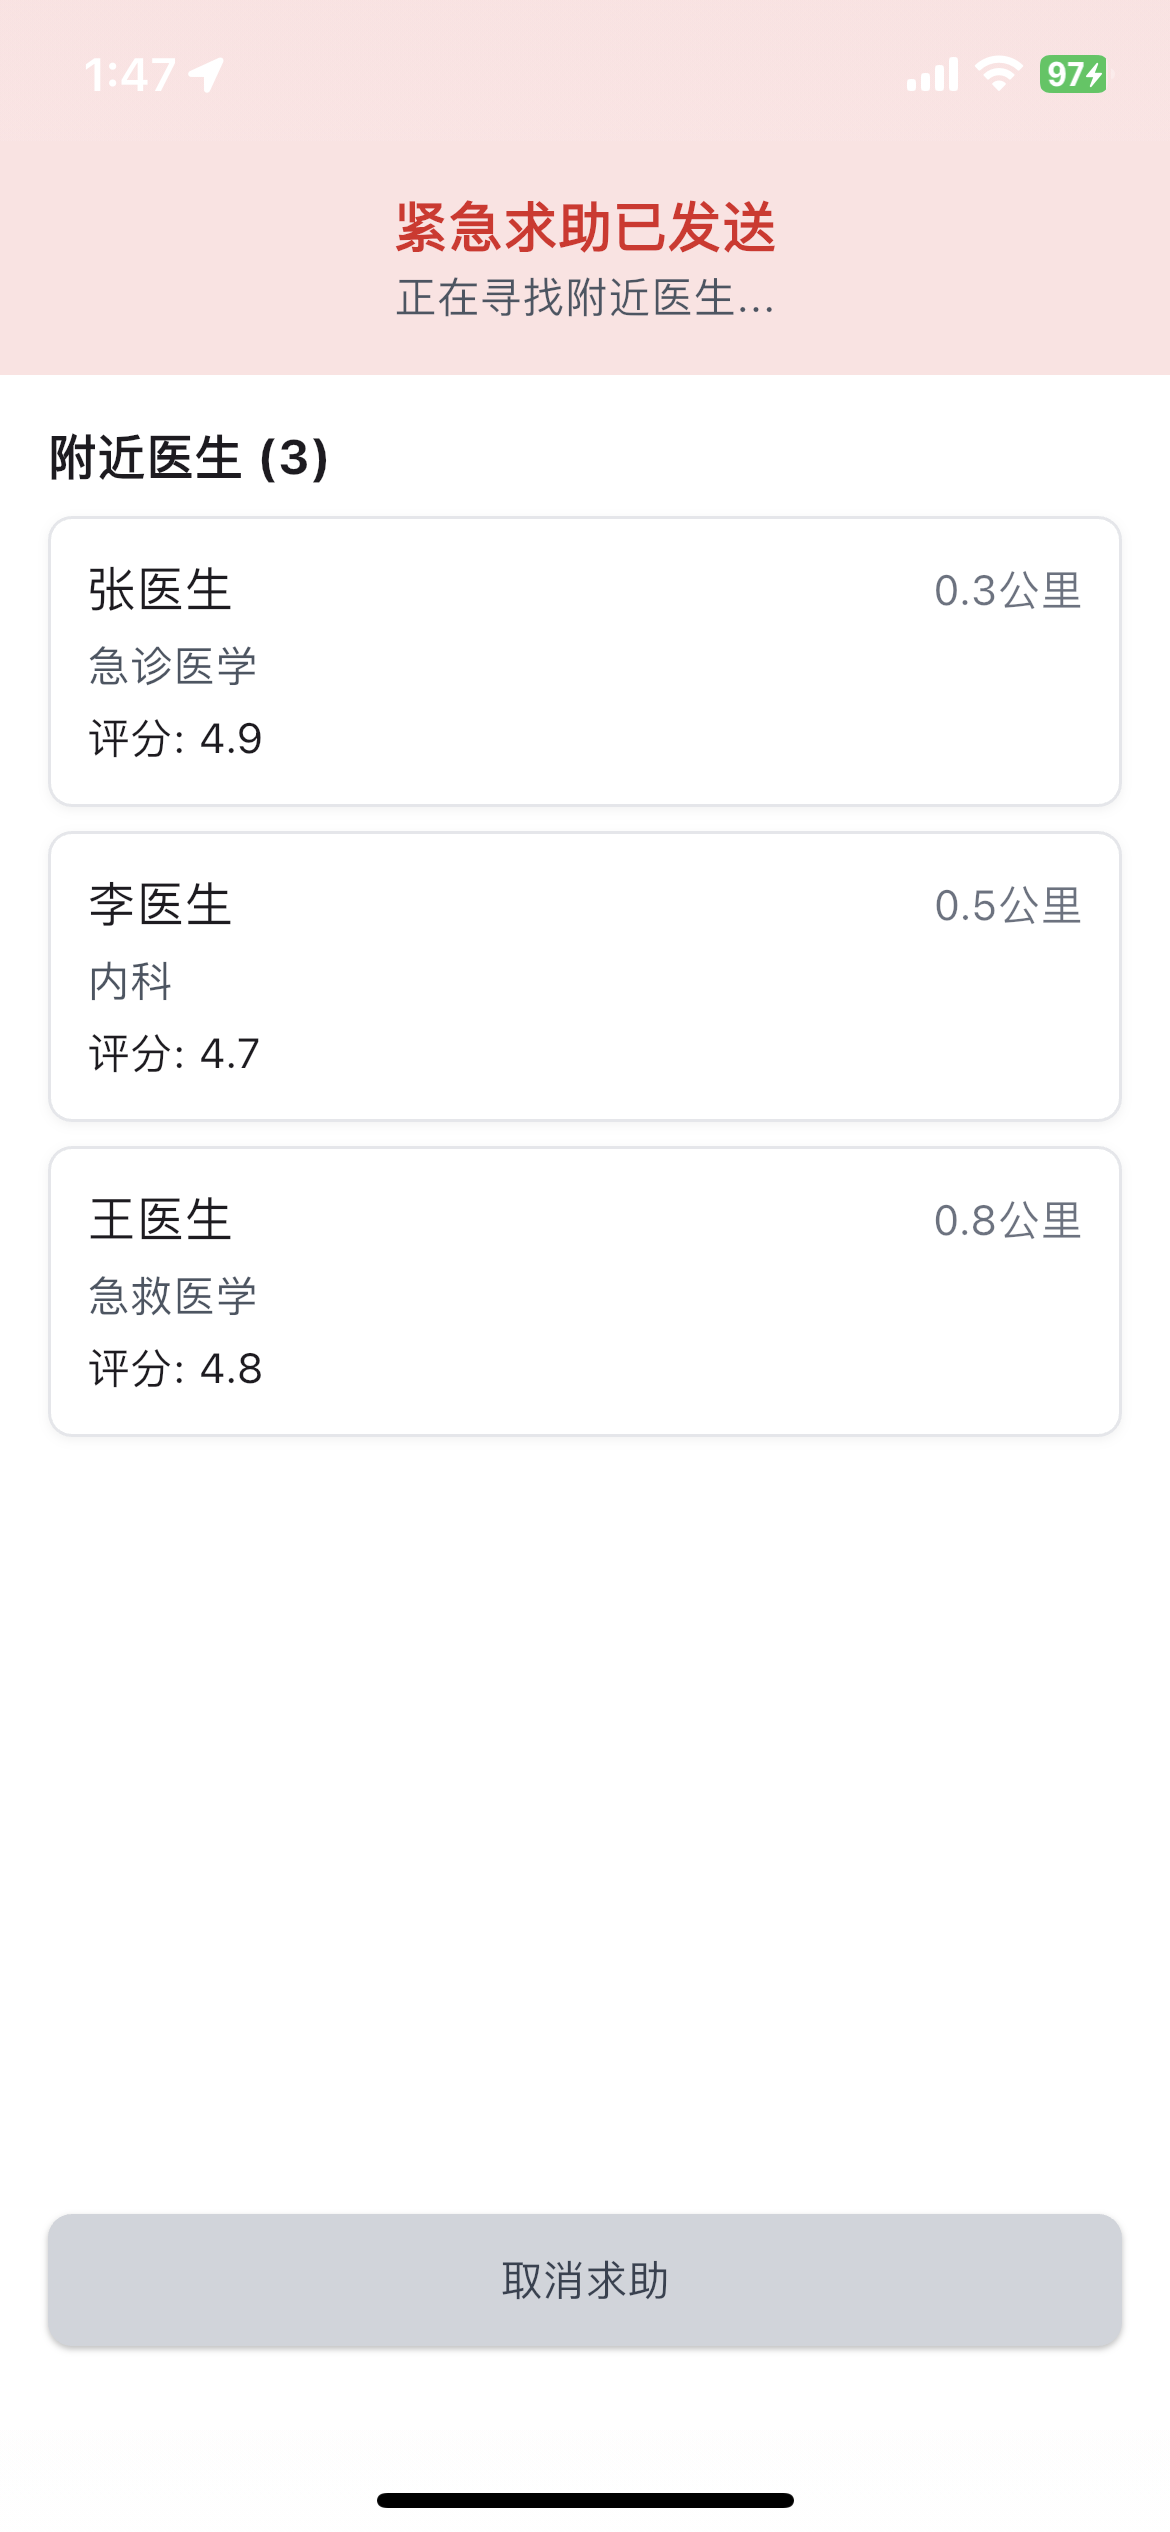 1:47
97
紧急求助已发送
正在寻找附近医生...
附近医生 (3)
张医生
0.3公里
急诊医学
评分: 4.9
李医生
0.5公里
内科
评分: 4.7
王医生
0.8公里
急救医学
评分: 4.8
取消求助